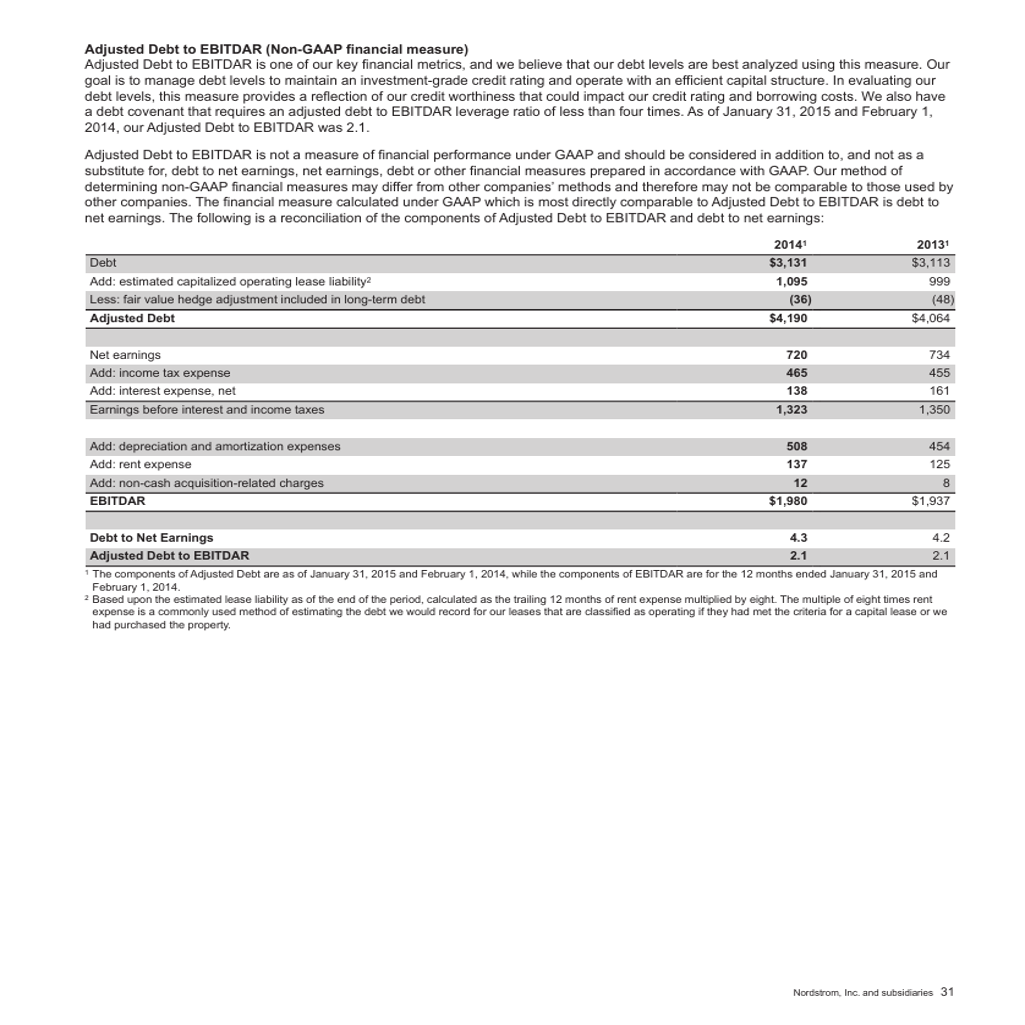 Adjusted Debt to EBITDAR (Non-GAAP financial measure)
Adjusted Debt to EBITDAR is one of our key financial metrics, and we believe that our debt levels are best analyzed using this measure. Our
goal is to manage debt levels to maintain an investment-grade credit rating and operate with an efficient capital structure. In evaluating our
debt levels, this measure provides a reflection of our credit worthiness that could impact our credit rating and borrowing costs. We also have
a debt covenant that requires an adjusted debt to EBITDAR leverage ratio of less than four times. As of January 31, 2015 and February 1,
2014, our Adjusted Debt to EBITDAR was 2.1.
Adjusted Debt to EBITDAR is not a measure of financial performance under GAAP and should be considered in addition to, and not as a
substitute for, debt to net earnings, net earnings, debt or other financial measures prepared in accordance with GAAP. Our method of
determining non-GAAP financial measures may differ from other companies' methods and therefore may not be comparable to those used by
other companies. The financial measure calculated under GAAP which is most directly comparable to Adjusted Debt to EBITDAR is debt to
net earnings. The following is a reconciliation of the components of Adjusted Debt to EBITDAR and debt to net earnings:
2014¹ 2013¹
Debt $3,131 $3,113
Add: estimated capitalized operating lease liability² 1,095 999
Less: fair value hedge adjustment included in long-term debt (36) (48)
Adjusted Debt $4,190 $4,064
Net earnings 720 734
Add: income tax expense 465 455
Add: interest expense, net 138 161
Earnings before interest and income taxes 1,323 1,350
Add: depreciation and amortization expenses 508 454
Add: rent expense 137 125
Add: non-cash acquisition-related charges 12 8
EBITDAR $1,980 $1,937
Debt to Net Earnings 4.3 4.2
Adjusted Debt to EBITDAR 2.1 2.1
¹ The components of Adjusted Debt are as of January 31, 2015 and February 1, 2014, while the components of EBITDAR are for the 12 months ended January 31, 2015 and
February 1, 2014.
² Based upon the estimated lease liability as of the end of the period, calculated as the trailing 12 months of rent expense multiplied by eight. The multiple of eight times rent
expense is a commonly used method of estimating the debt we would record for our leases that are classified as operating if they had met the criteria for a capital lease or we
had purchased the property.
Nordstrom, Inc. and subsidiaries 31